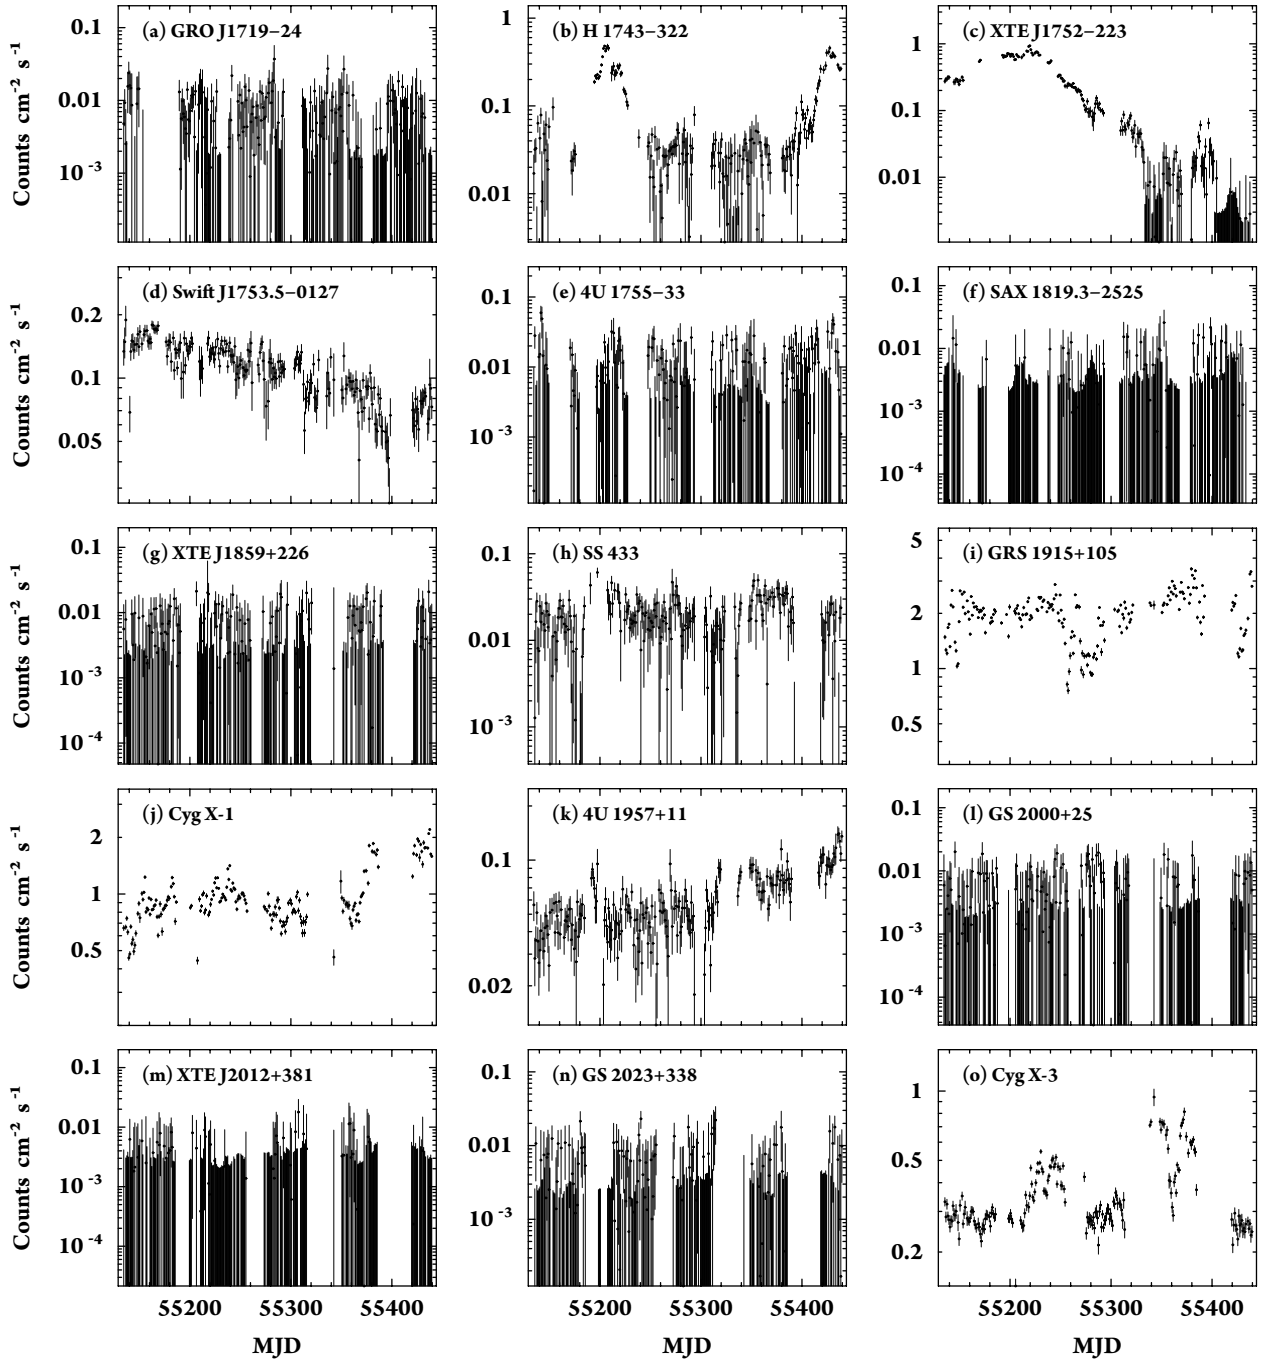 (a) GRO J1719−24
0.1
0.01
10⁻³
Counts cm⁻² s⁻¹
(b) H 1743−322
1
0.1
0.01
(c) XTE J1752−223
1
0.1
0.01
(d) Swift J1753.5−0127
0.2
0.1
0.05
Counts cm⁻² s⁻¹
(e) 4U 1755−33
0.1
0.01
10⁻³
(f) SAX 1819.3−2525
0.1
0.01
10⁻³
10⁻⁴
(g) XTE J1859+226
0.1
0.01
10⁻³
10⁻⁴
Counts cm⁻² s⁻¹
(h) SS 433
0.1
0.01
10⁻³
(i) GRS 1915+105
5
2
1
0.5
(j) Cyg X-1
2
1
0.5
Counts cm⁻² s⁻¹
(k) 4U 1957+11
0.1
0.02
(l) GS 2000+25
0.1
0.01
10⁻³
10⁻⁴
(m) XTE J2012+381
0.1
0.01
10⁻³
10⁻⁴
Counts cm⁻² s⁻¹
55200 55300 55400
MJD
(n) GS 2023+338
0.1
0.01
10⁻³
55200 55300 55400
MJD
(o) Cyg X-3
1
0.5
0.2
55200 55300 55400
MJD